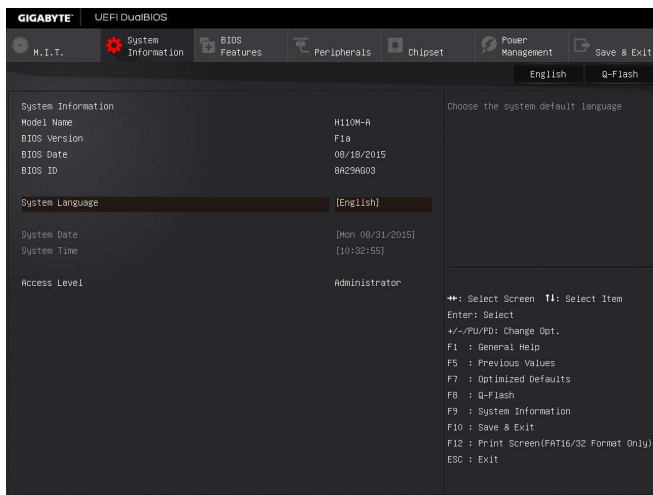 GIGABYTE™ UEFI DualBIOS
M.I.T. System Information BIOS Features Peripherals Chipset Power Management Save & Exit
English Q-Flash
System Information
Model Name H110M-A
BIOS Version F1a
BIOS Date 08/18/2015
BIOS ID 8A29AG03
System Language [English]
System Date [Mon 08/31/2015]
System Time [10:32:55]
Access Level Administrator
Choose the system default language
→←: Select Screen ↑↓: Select Item
Enter: Select
+/-/PU/PD: Change Opt.
F1 : General Help
F5 : Previous Values
F7 : Optimized Defaults
F8 : Q-Flash
F9 : System Information
F10 : Save & Exit
F12 : Print Screen(FAT16/32 Format Only)
ESC : Exit